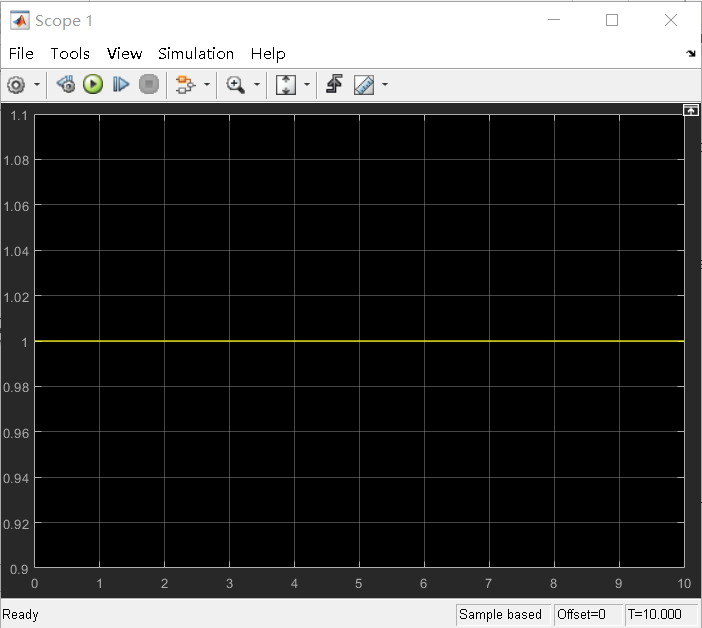 Scope 1
File Tools View Simulation Help
1.1
1.08
1.06
1.04
1.02
1
0.98
0.96
0.94
0.92
0.9
0 1 2 3 4 5 6 7 8 9 10
Ready Sample based Offset=0 T=10.000